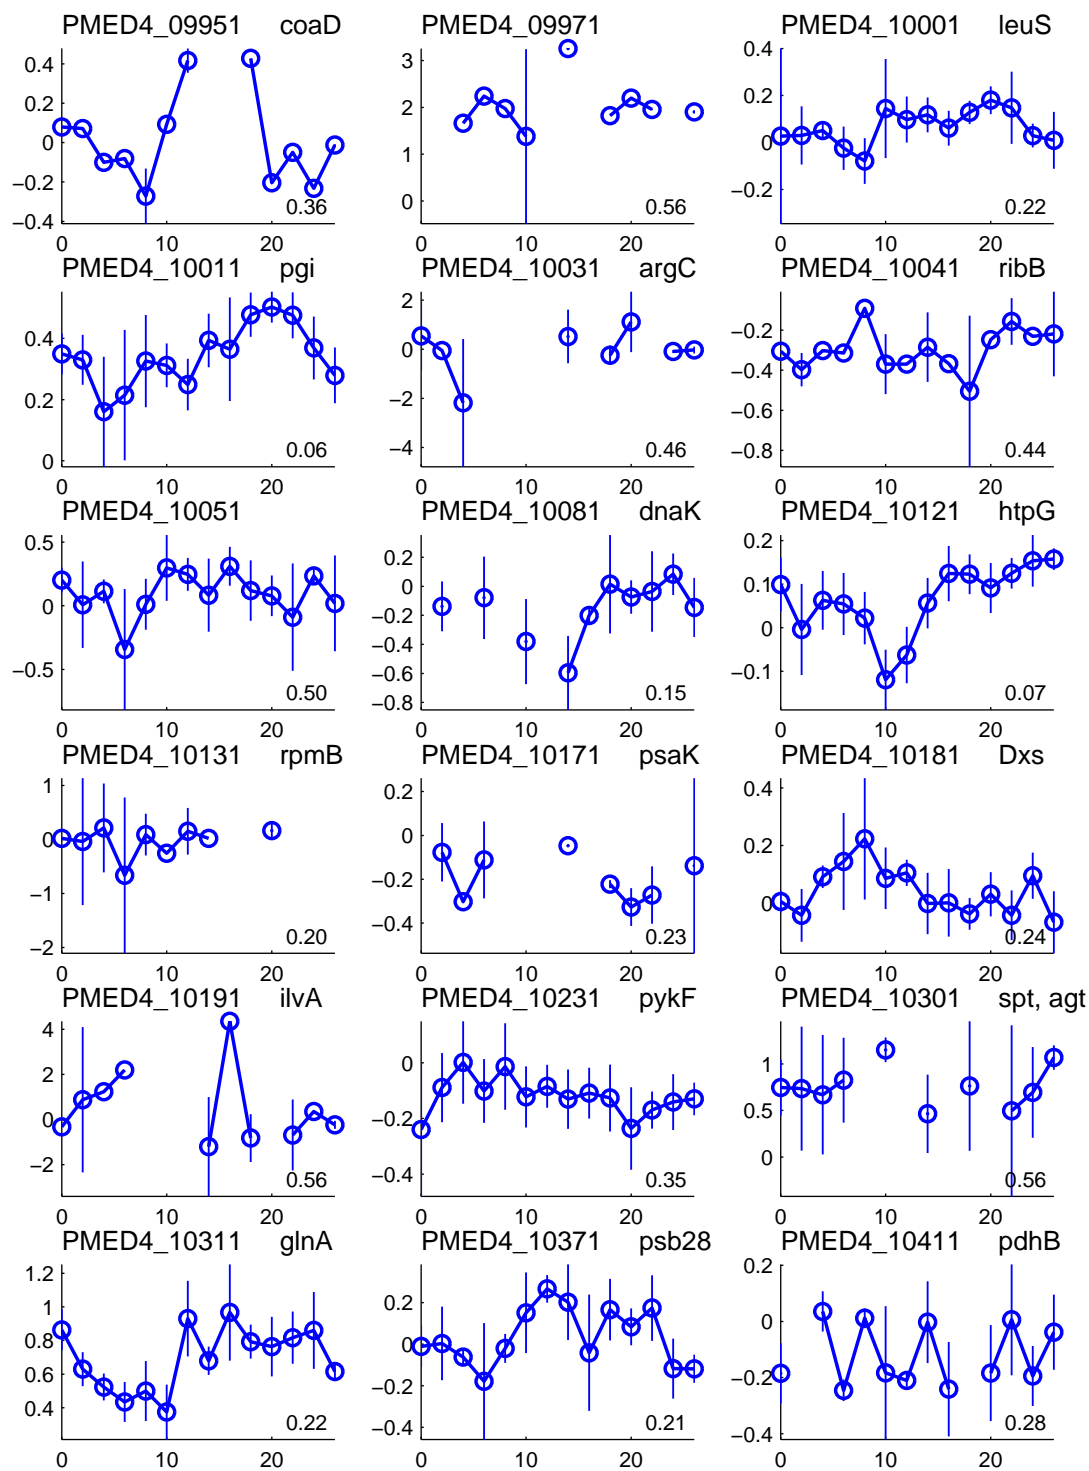 PMED4_09951 coaD PMED4_09971 PMED4_10001 leuS
0.4 0.2 0 −0.2 −0.4 0.36 0 10 20
3 2 1 0 0.56 0 10 20
0.4 0.2 0 −0.2 0.22 0 10 20
PMED4_10011 pgi PMED4_10031 argC PMED4_10041 ribB
0.4 0.2 0 0.06 0 10 20
2 0 −2 −4 0.46 0 10 20
−0.2 −0.4 −0.6 −0.8 0.44 0 10 20
PMED4_10051 PMED4_10081 dnaK PMED4_10121 htpG
0.5 0 −0.5 0.50 0 10 20
0.2 0 −0.2 −0.4 −0.6 −0.8 0.15 0 10 20
0.2 0.1 0 −0.1 0.07 0 10 20
PMED4_10131 rpmB PMED4_10171 psaK PMED4_10181 Dxs
1 0 −1 −2 0.20 0 10 20
0.2 0 −0.2 −0.4 0.23 0 10 20
0.4 0.2 0 0.24 0 10 20
PMED4_10191 ilvA PMED4_10231 pykF PMED4_10301 spt, agt
4 2 0 −2 0.56 0 10 20
0 −0.2 −0.4 0.35 0 10 20
1 0.5 0 0.56 0 10 20
PMED4_10311 glnA PMED4_10371 psb28 PMED4_10411 pdhB
1.2 1 0.8 0.6 0.4 0.22 0 10 20
0.2 0 −0.2 −0.4 0.21 0 10 20
0.2 0 −0.2 −0.4 0.28 0 10 20